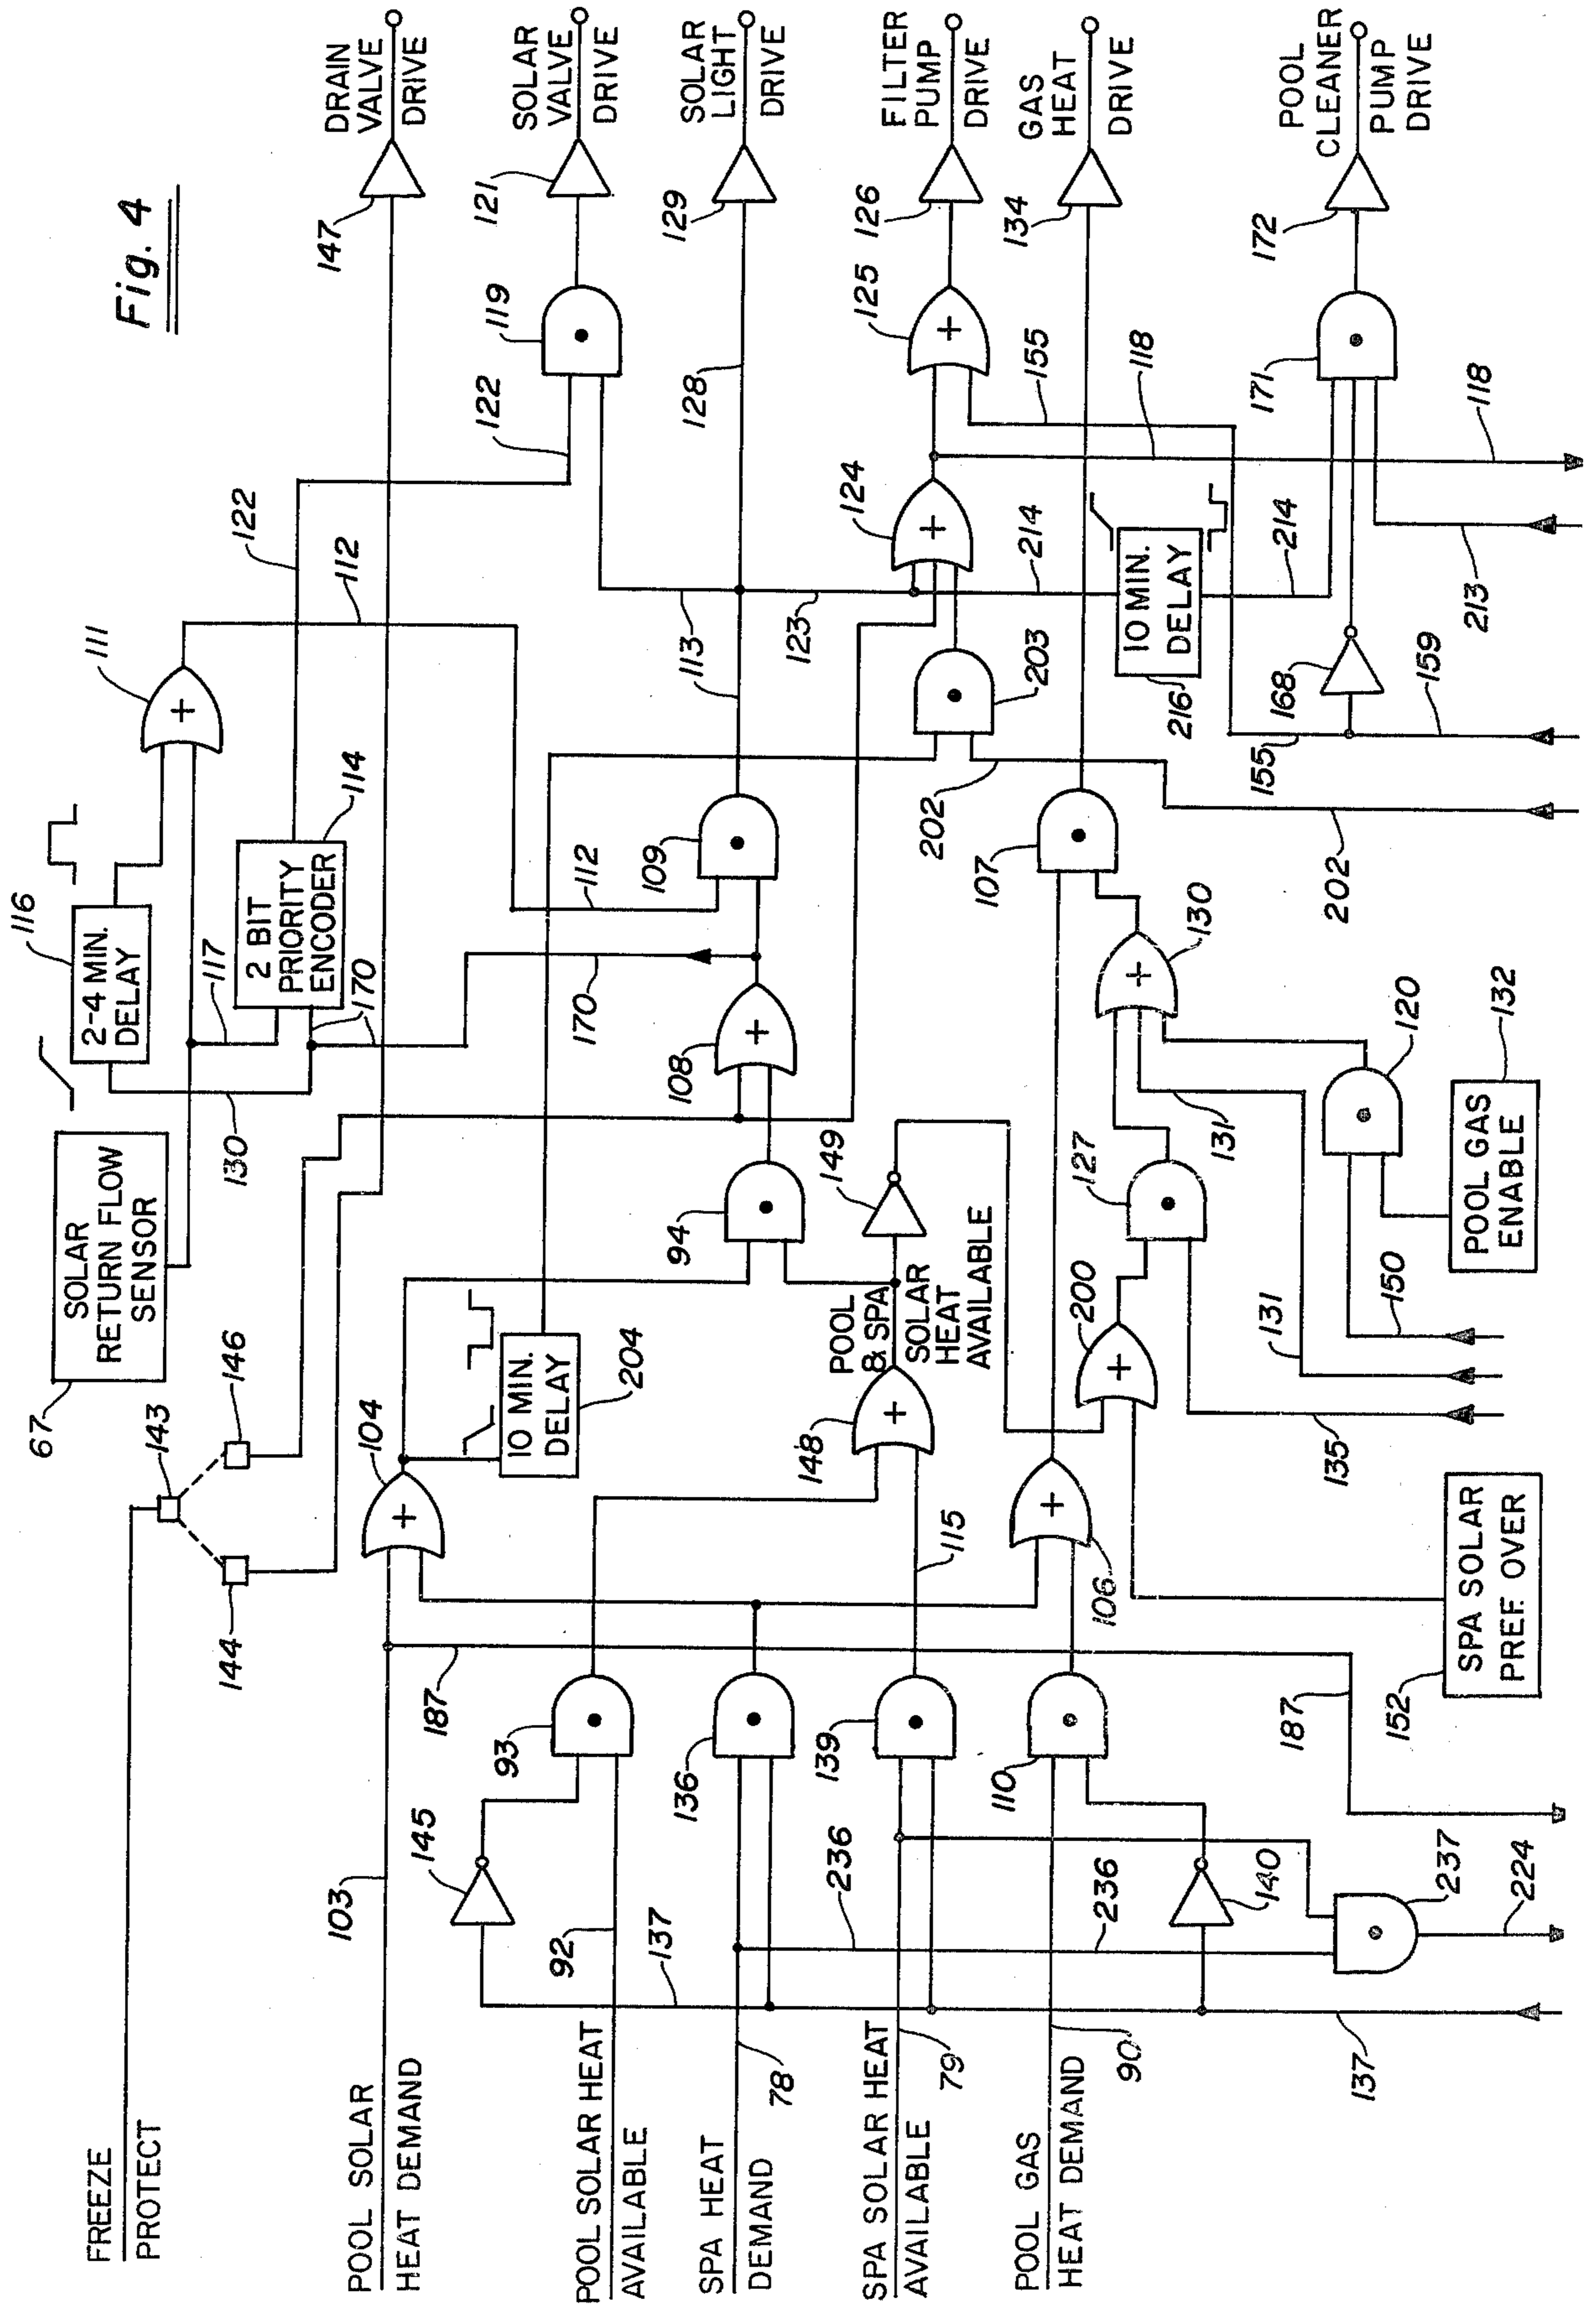 Fig. 4
FREEZE
PROTECT
POOL SOLAR
HEAT DEMAND
POOL SOLAR HEAT
AVAILABLE
SPA HEAT
DEMAND
SPA SOLAR HEAT
AVAILABLE
POOL GAS
HEAT DEMAND
103
92
137
78
236
79
90
236
137
145
140
237
224
93
136
139
110
187
187
144
143
146
67
SOLAR
RETURN FLOW
SENSOR
104
10 MIN.
DELAY
204
148
115
106
152
SPA SOLAR
PREF. OVER
POOL
& SPA
SOLAR
HEAT
AVAILABLE
94
149
200
127
135
131
150
131
120
POOL GAS
ENABLE
132
130
116
2-4 MIN.
DELAY
117
2 BIT
PRIORITY
ENCODER
114
170
170
108
109
112
130
107
111
112
122
122
113
113
123
202
203
202
124
214
10 MIN.
DELAY
216
155
168
159
214
213
119
128
125
155
118
118
171
147
121
129
126
134
172
DRAIN
VALVE
DRIVE
SOLAR
VALVE
DRIVE
SOLAR
LIGHT
DRIVE
FILTER
PUMP
DRIVE
GAS
HEAT
DRIVE
POOL
CLEANER
PUMP
DRIVE